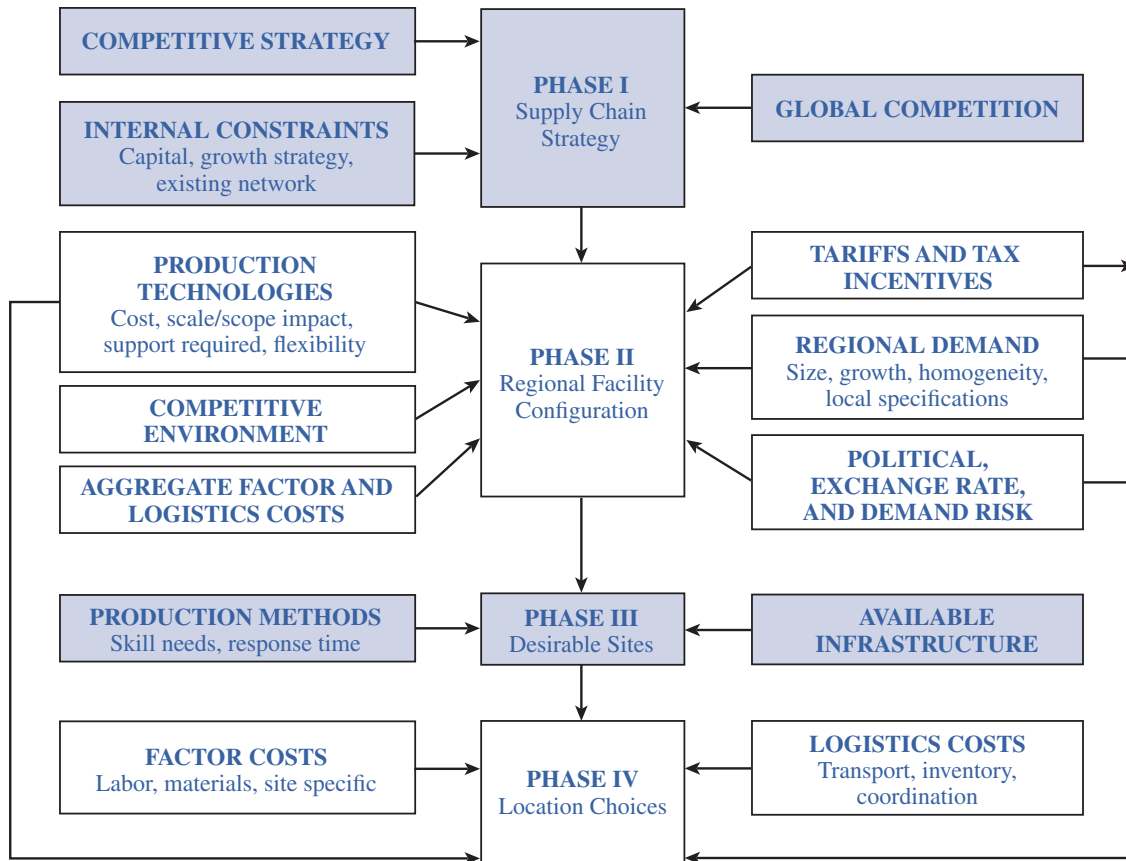 COMPETITIVE STRATEGY
PHASE I
Supply Chain
Strategy
GLOBAL COMPETITION
INTERNAL CONSTRAINTS
Capital, growth strategy,
existing network
PRODUCTION
TECHNOLOGIES
Cost, scale/scope impact,
support required, flexibility
TARIFFS AND TAX
INCENTIVES
PHASE II
Regional Facility
Configuration
REGIONAL DEMAND
Size, growth, homogeneity,
local specifications
COMPETITIVE
ENVIRONMENT
AGGREGATE FACTOR AND
LOGISTICS COSTS
POLITICAL,
EXCHANGE RATE,
AND DEMAND RISK
PRODUCTION METHODS
Skill needs, response time
PHASE III
Desirable Sites
AVAILABLE
INFRASTRUCTURE
FACTOR COSTS
Labor, materials, site specific
PHASE IV
Location Choices
LOGISTICS COSTS
Transport, inventory,
coordination